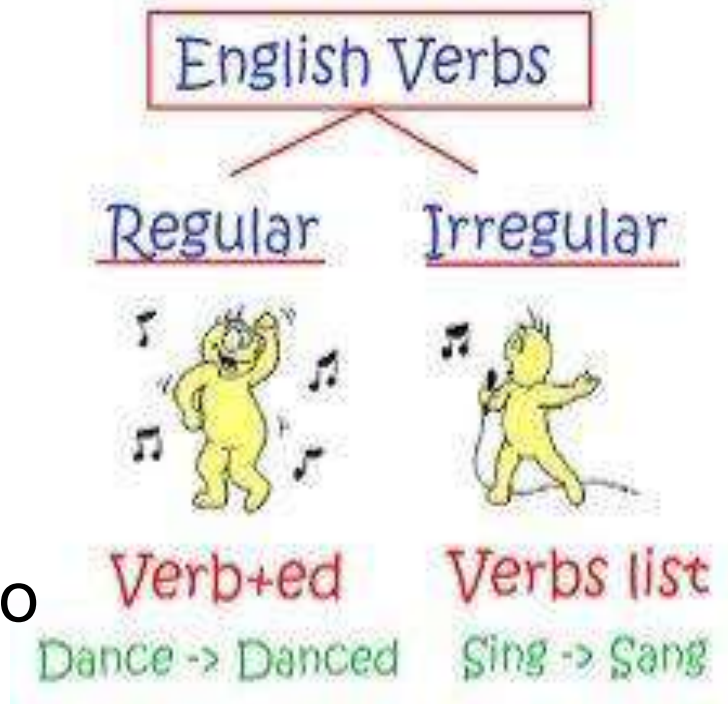 English Verbs
Regular Irregular
o Verb+ed Verbs list
Dance -> Danced Sing -> Sang